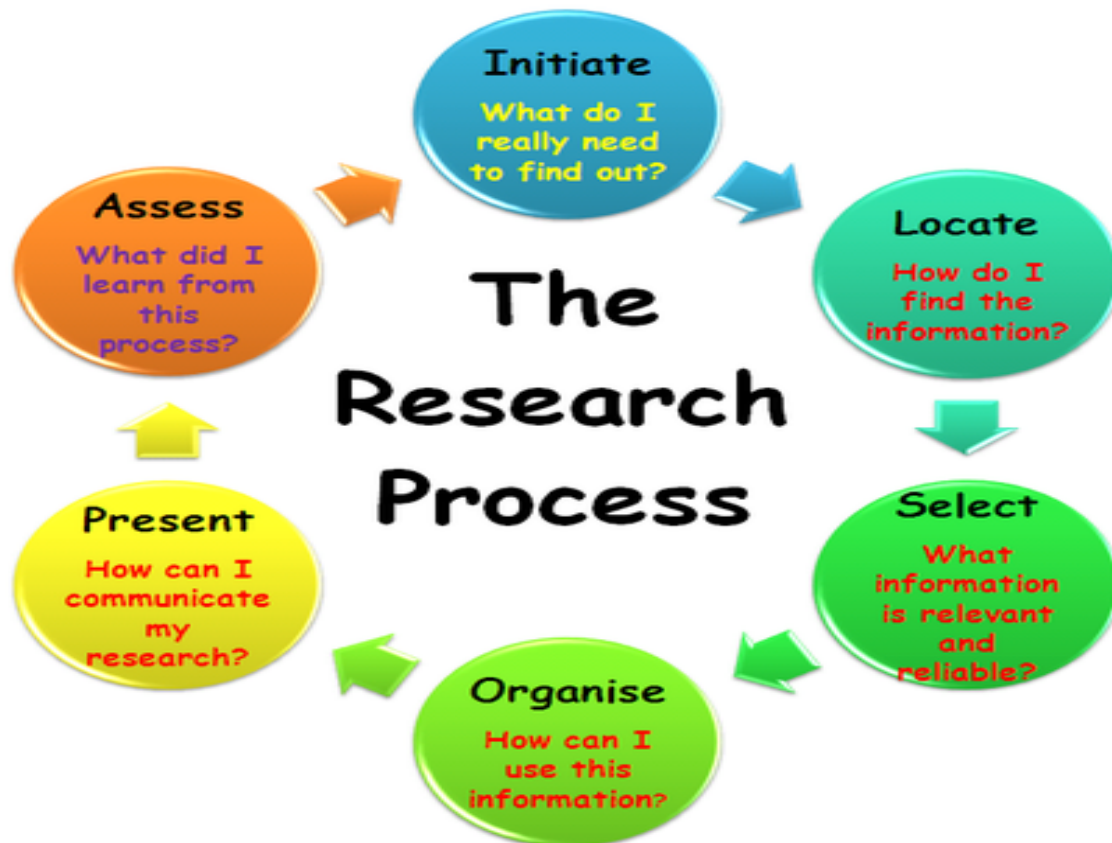 Initiate
What do I
really need
to find out?
Locate
How do I
find the
information?
Select
What
information
is relevant
and
reliable?
Organise
How can I
use this
information?
Present
How can I
communicate
my
research?
Assess
What did I
learn from
this
process?
The
Research
Process